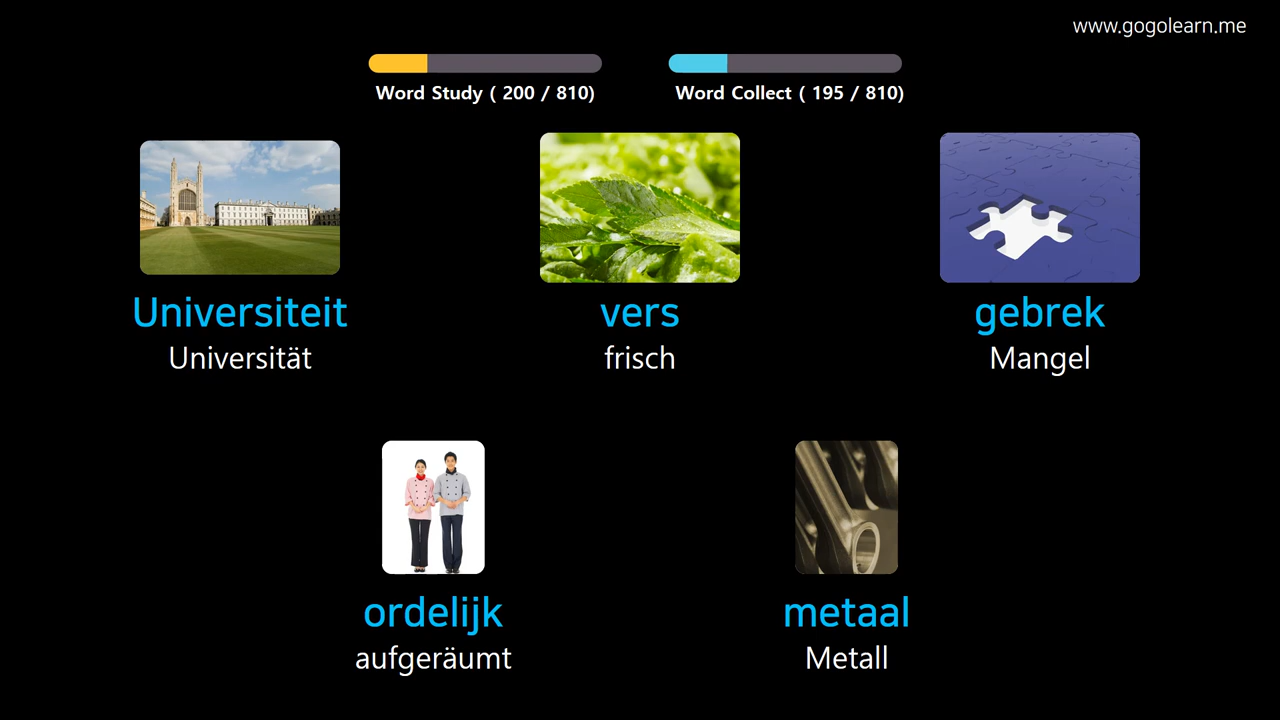 www.gogolearn.me
Word Study ( 200 / 810)
Word Collect ( 195 / 810)
Universiteit
Universität
vers
frisch
gebrek
Mangel
ordelijk
aufgeräumt
metaal
Metall